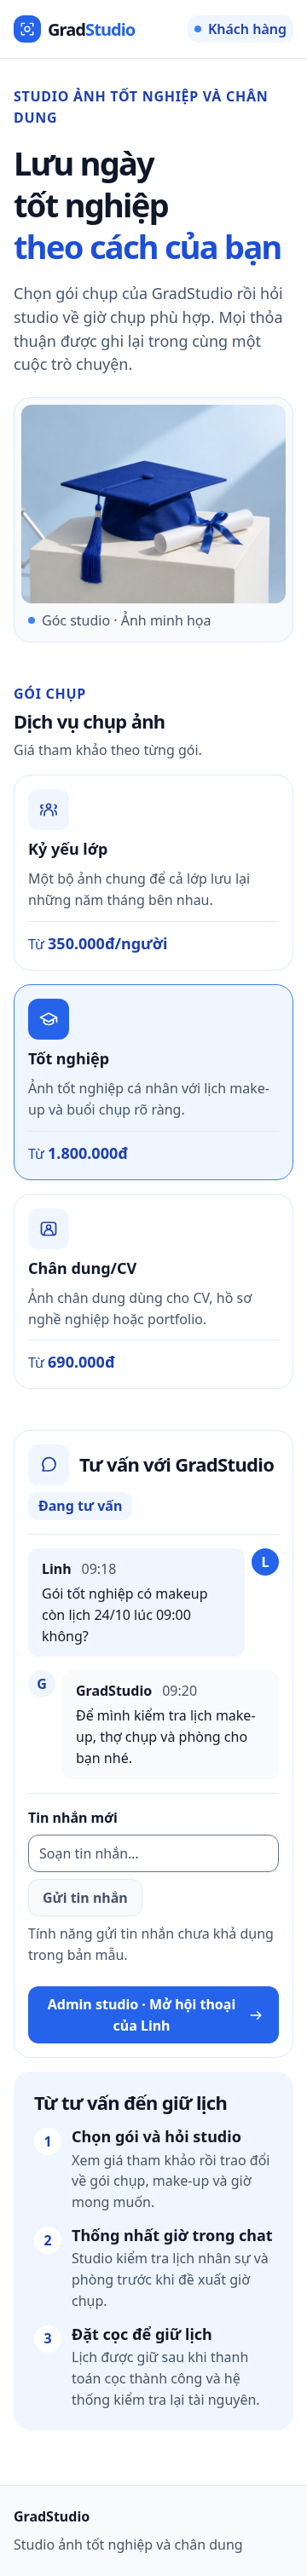 GradStudio
Khách hàng
STUDIO ẢNH TỐT NGHIỆP VÀ CHÂN
DUNG
Lưu ngày
tốt nghiệp
theo cách của bạn
Chọn gói chụp của GradStudio rồi hỏi
studio về giờ chụp phù hợp. Mọi thỏa
thuận được ghi lại trong cùng một
cuộc trò chuyện.
Góc studio · Ảnh minh họa
GÓI CHỤP
Dịch vụ chụp ảnh
Giá tham khảo theo từng gói.
Kỷ yếu lớp
Một bộ ảnh chung để cả lớp lưu lại
những năm tháng bên nhau.
Từ 350.000đ/người
Tốt nghiệp
Ảnh tốt nghiệp cá nhân với lịch make-
up và buổi chụp rõ ràng.
Từ 1.800.000đ
Chân dung/CV
Ảnh chân dung dùng cho CV, hồ sơ
nghề nghiệp hoặc portfolio.
Từ 690.000đ
Tư vấn với GradStudio
Đang tư vấn
Linh 09:18
L
Gói tốt nghiệp có makeup
còn lịch 24/10 lúc 09:00
không?
G
GradStudio 09:20
Để mình kiểm tra lịch make-
up, thợ chụp và phòng cho
bạn nhé.
Tin nhắn mới
Soạn tin nhắn...
Gửi tin nhắn
Tính năng gửi tin nhắn chưa khả dụng
trong bản mẫu.
Admin studio · Mở hội thoại
của Linh →
Từ tư vấn đến giữ lịch
1
Chọn gói và hỏi studio
Xem giá tham khảo rồi trao đổi
về gói chụp, make-up và giờ
mong muốn.
2
Thống nhất giờ trong chat
Studio kiểm tra lịch nhân sự và
phòng trước khi đề xuất giờ
chụp.
3
Đặt cọc để giữ lịch
Lịch được giữ sau khi thanh
toán cọc thành công và hệ
thống kiểm tra lại tài nguyên.
GradStudio
Studio ảnh tốt nghiệp và chân dung